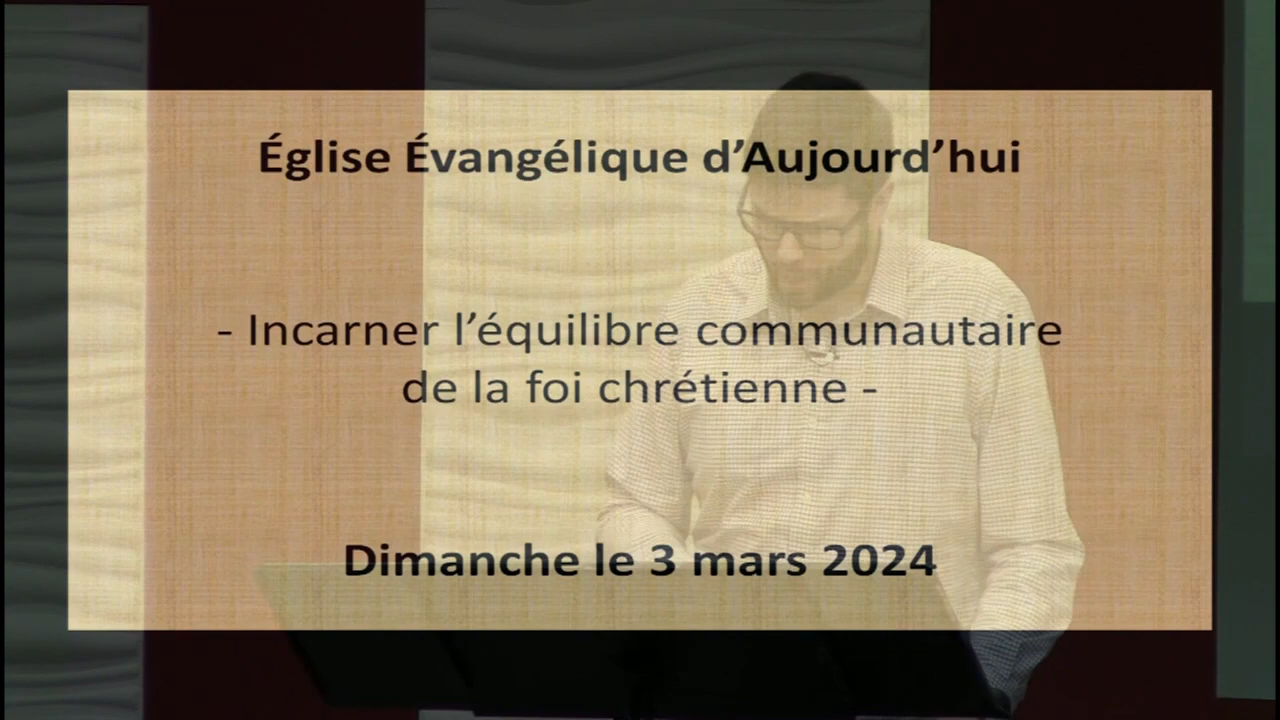 Église Évangélique d’Aujourd’hui
- Incarner l’équilibre communautaire
de la foi chrétienne -
Dimanche le 3 mars 2024